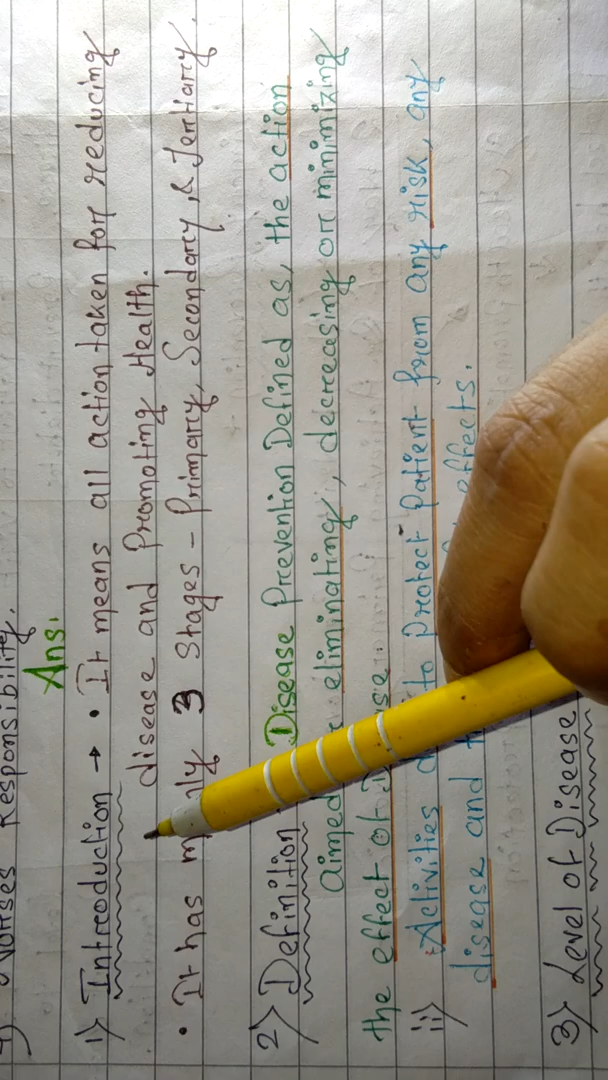 Nurses Responsibility.
Ans.
1) Introduction → • It means all action taken for reducing
disease and Promoting Health.
• It has 3 Stages - Primary, Secondary, & Tertiary.
2) Definition Disease Prevention Defined as, the action
aimed eliminating, decreasing or minimizing
the effect of
ii) Activities to protect Patient from any risk, any
disease and effects.
3) Level of Disease